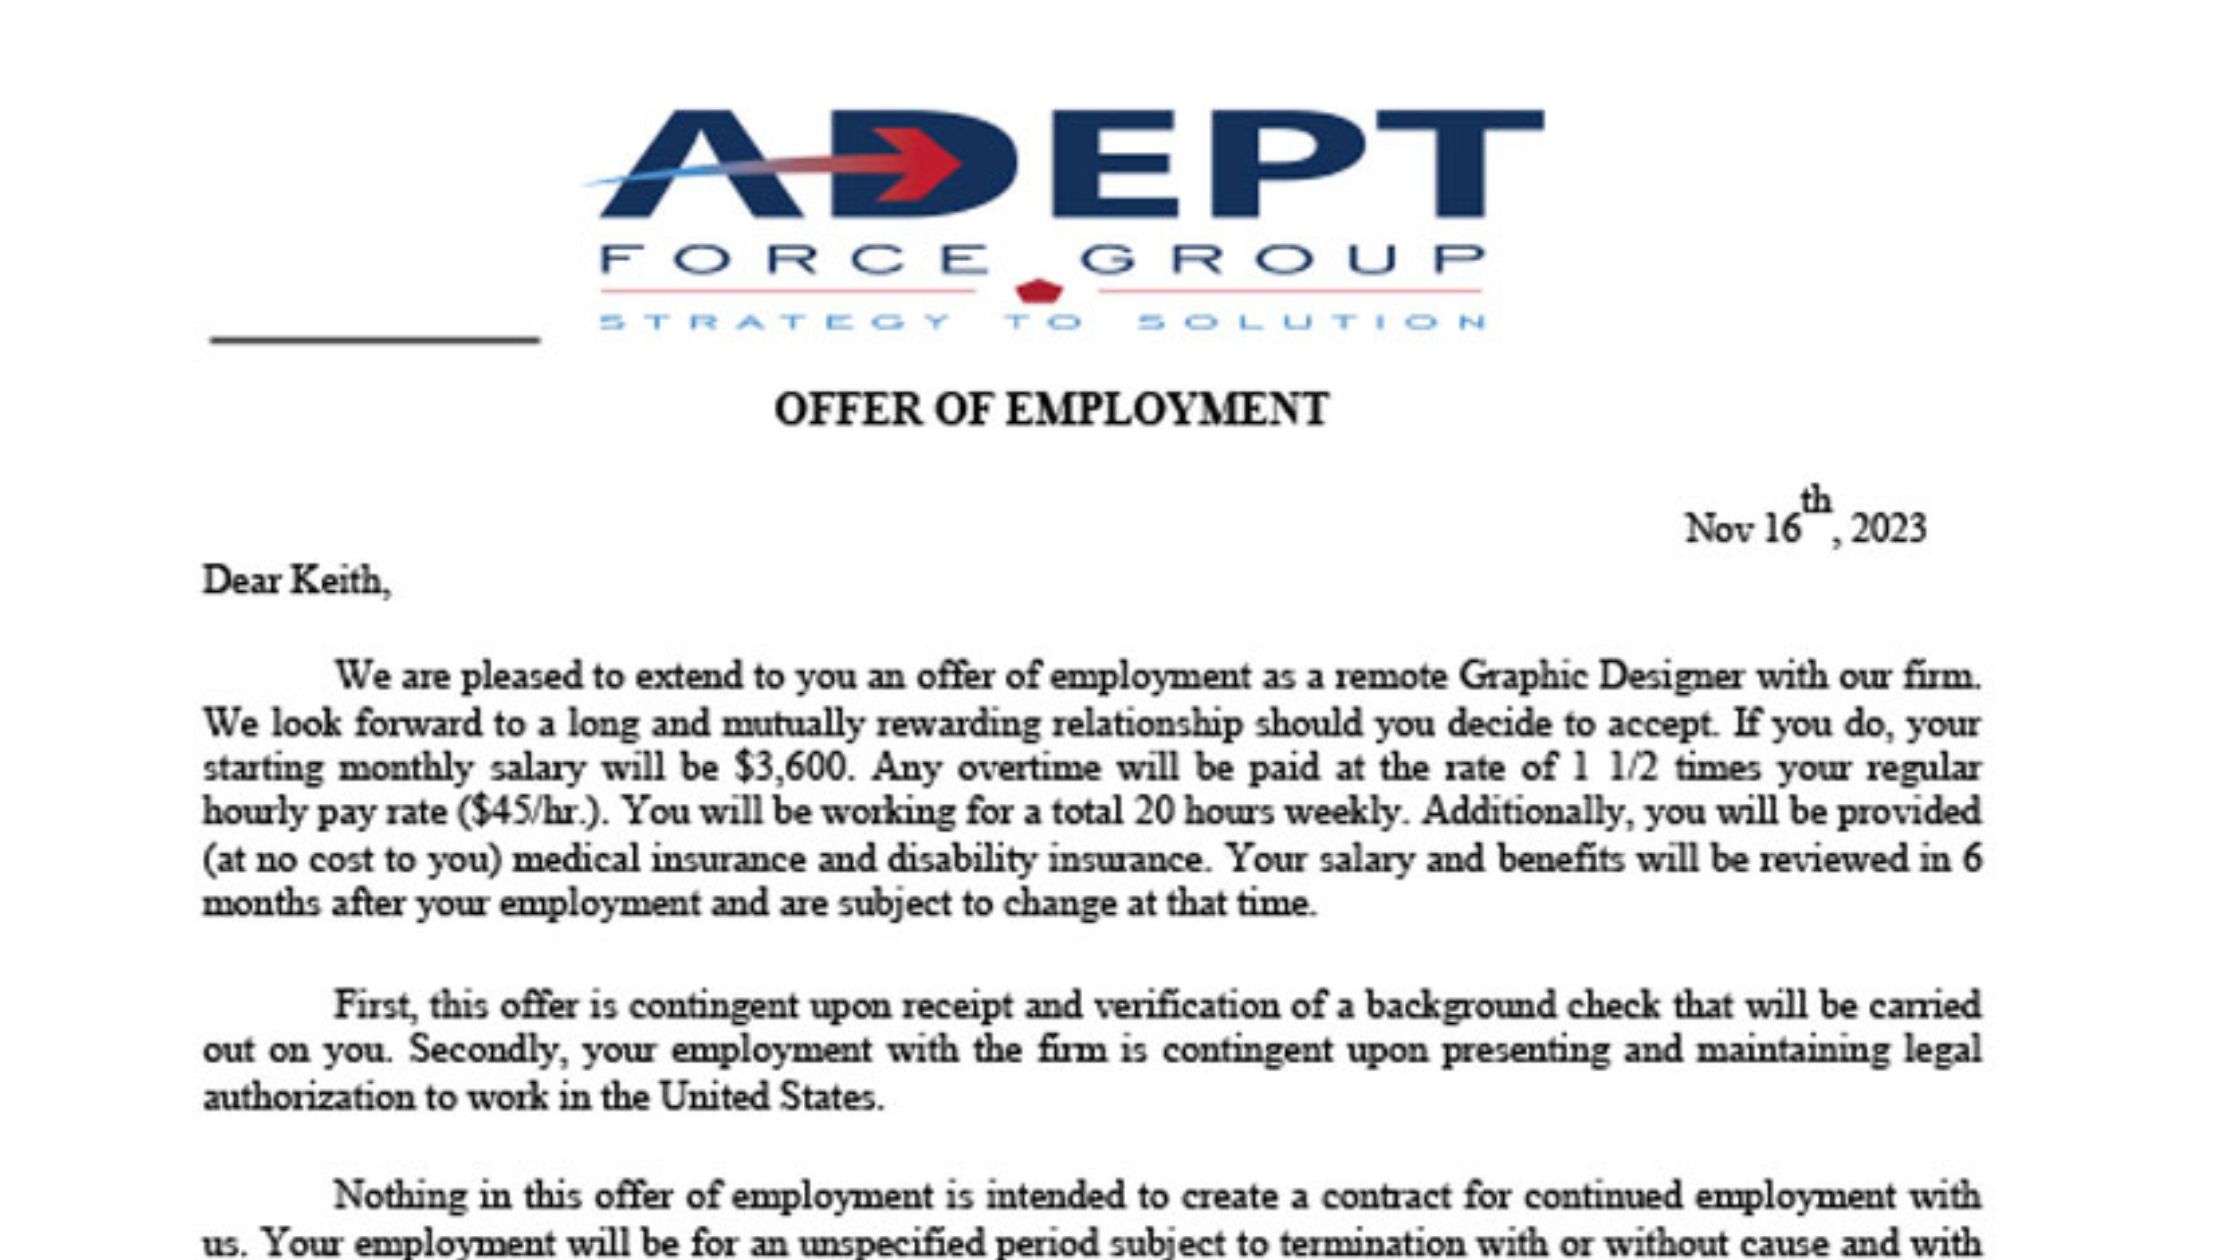 ADEPT
FORCE GROUP
STRATEGY TO SOLUTION
OFFER OF EMPLOYMENT
Nov 16th, 2023
Dear Keith,
We are pleased to extend to you an offer of employment as a remote Graphic Designer with our firm.
We look forward to a long and mutually rewarding relationship should you decide to accept. If you do, your
starting monthly salary will be $3,600. Any overtime will be paid at the rate of 1 1/2 times your regular
hourly pay rate ($45/hr.). You will be working for a total 20 hours weekly. Additionally, you will be provided
(at no cost to you) medical insurance and disability insurance. Your salary and benefits will be reviewed in 6
months after your employment and are subject to change at that time.
First, this offer is contingent upon receipt and verification of a background check that will be carried
out on you. Secondly, your employment with the firm is contingent upon presenting and maintaining legal
authorization to work in the United States.
Nothing in this offer of employment is intended to create a contract for continued employment with
us. Your employment will be for an unspecified period subject to termination with or without cause and with